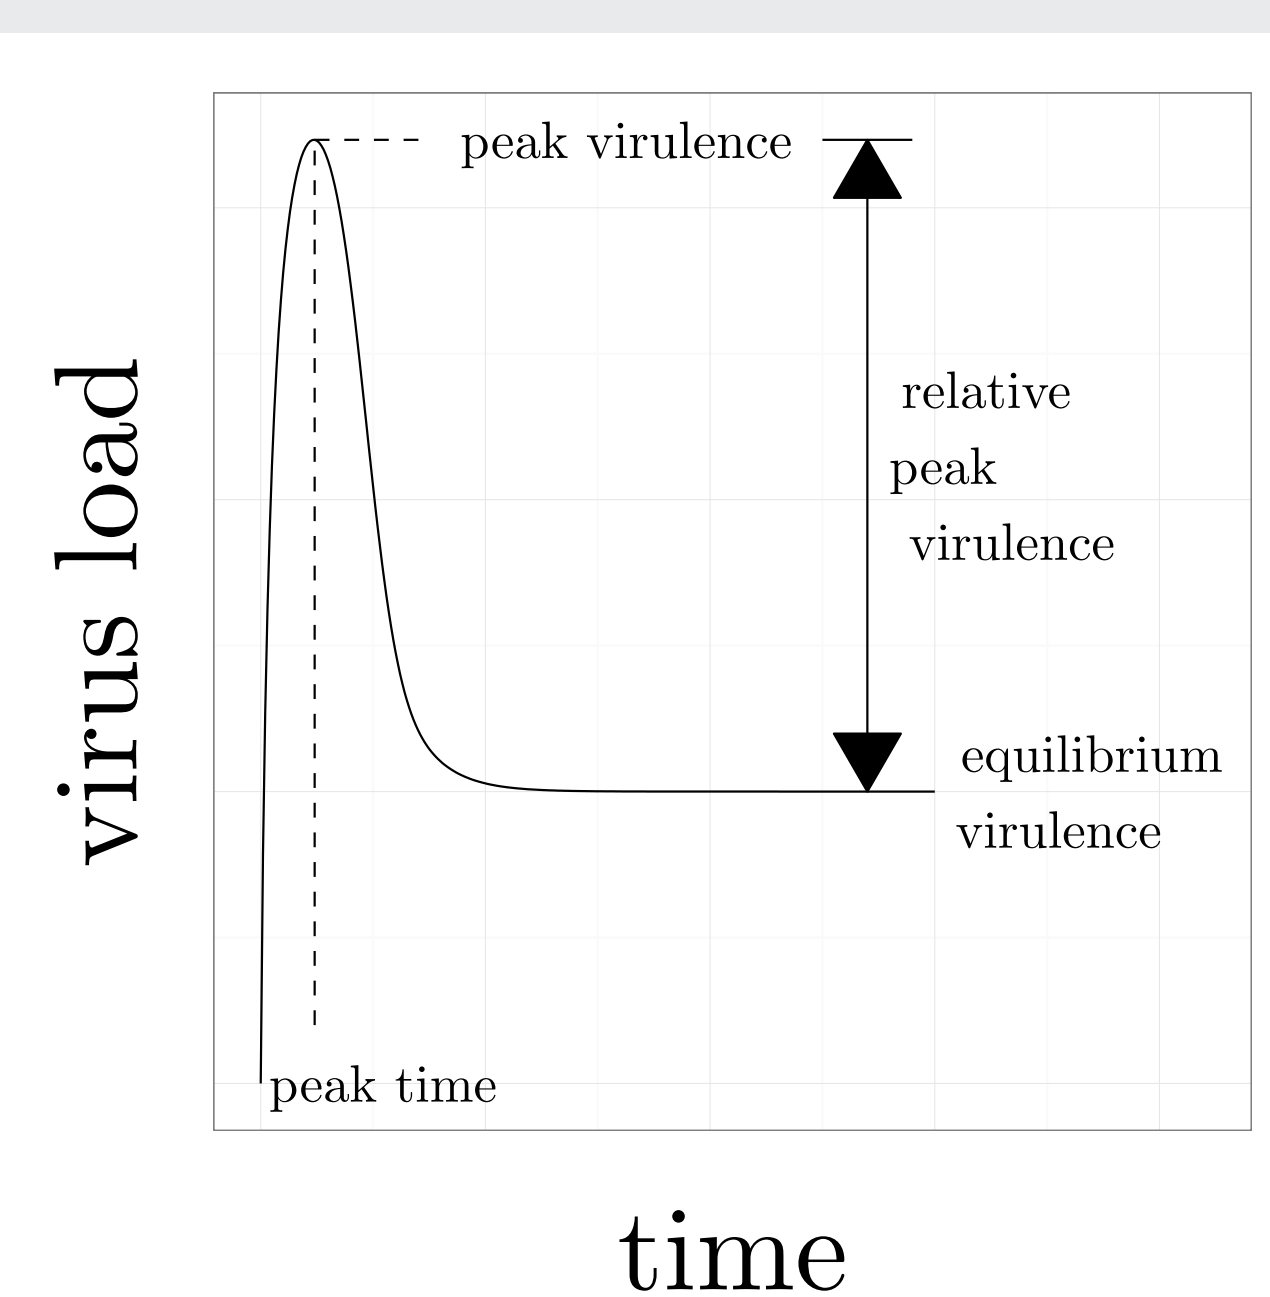 peak virulence
relative
peak
virulence
equilibrium
virulence
peak time
virus load
time